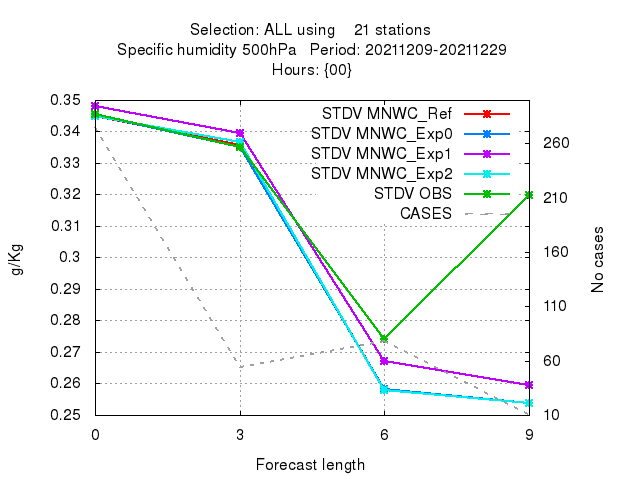 Selection: ALL using    21 stations
Specific humidity 500hPa   Period: 20211209-20211229
Hours: {00}
STDV MNWC_Ref
STDV MNWC_Exp0
STDV MNWC_Exp1
STDV MNWC_Exp2
STDV OBS
CASES
0.35
0.34
0.33
0.32
0.31
0.3
0.29
0.28
0.27
0.26
0.25
g/Kg
260
210
160
110
60
10
No cases
0
3
6
9
Forecast length